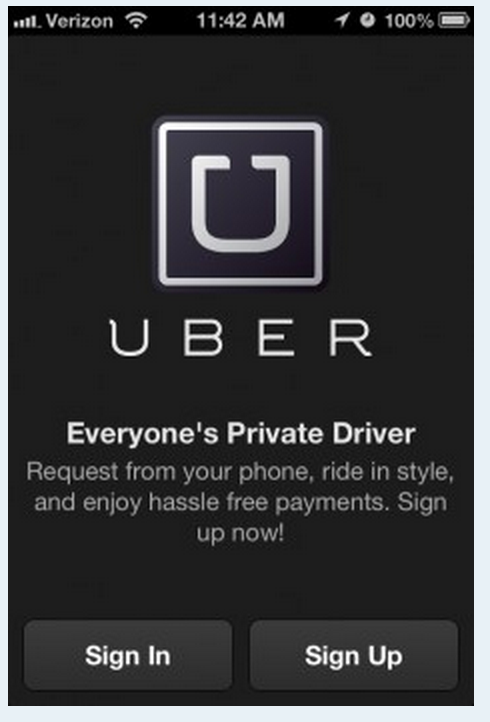 Verizon 11:42 AM 100%
U
UBER
Everyone's Private Driver
Request from your phone, ride in style,
and enjoy hassle free payments. Sign
up now!
Sign In Sign Up